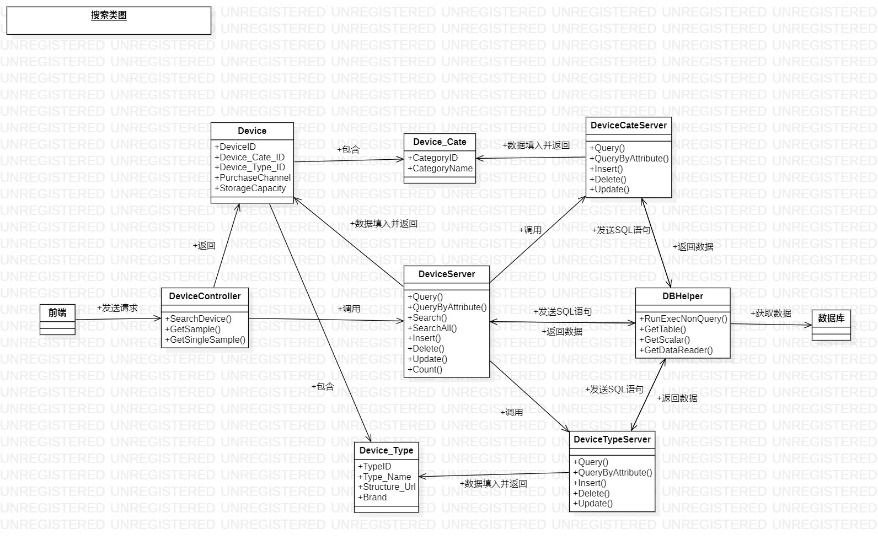 搜索类图
UNREGISTERED UNREGISTERED UNREGISTERED UNREGISTERED UNREGISTERED UNREGISTERED
Device
+DeviceID
+Device_Cate_ID
+Device_Type_ID
+PurchaseChannel
+StorageCapacity
+包含
Device_Cate
+CategoryID
+CategoryName
+数据填入并返回
DeviceCateServer
+Query()
+QueryByAttribute()
+Insert()
+Delete()
+Update()
+返回
+数据填入并返回
+调用
+发送SQL语句
+返回数据
前端
+发送请求
DeviceController
+SearchDevice()
+GetSample()
+GetSingleSample()
+调用
DeviceServer
+Query()
+QueryByAttribute()
+Search()
+SearchAll()
+Insert()
+Delete()
+Update()
+Count()
+发送SQL语句
+返回数据
DBHelper
+RunExecNonQuery()
+GetTable()
+GetScalar()
+GetDataReader()
+获取数据
数据库
+包含
+调用
+发送SQL语句
+返回数据
Device_Type
+TypeID
+Type_Name
+Structure_Url
+Brand
+数据填入并返回
DeviceTypeServer
+Query()
+QueryByAttribute()
+Insert()
+Delete()
+Update()